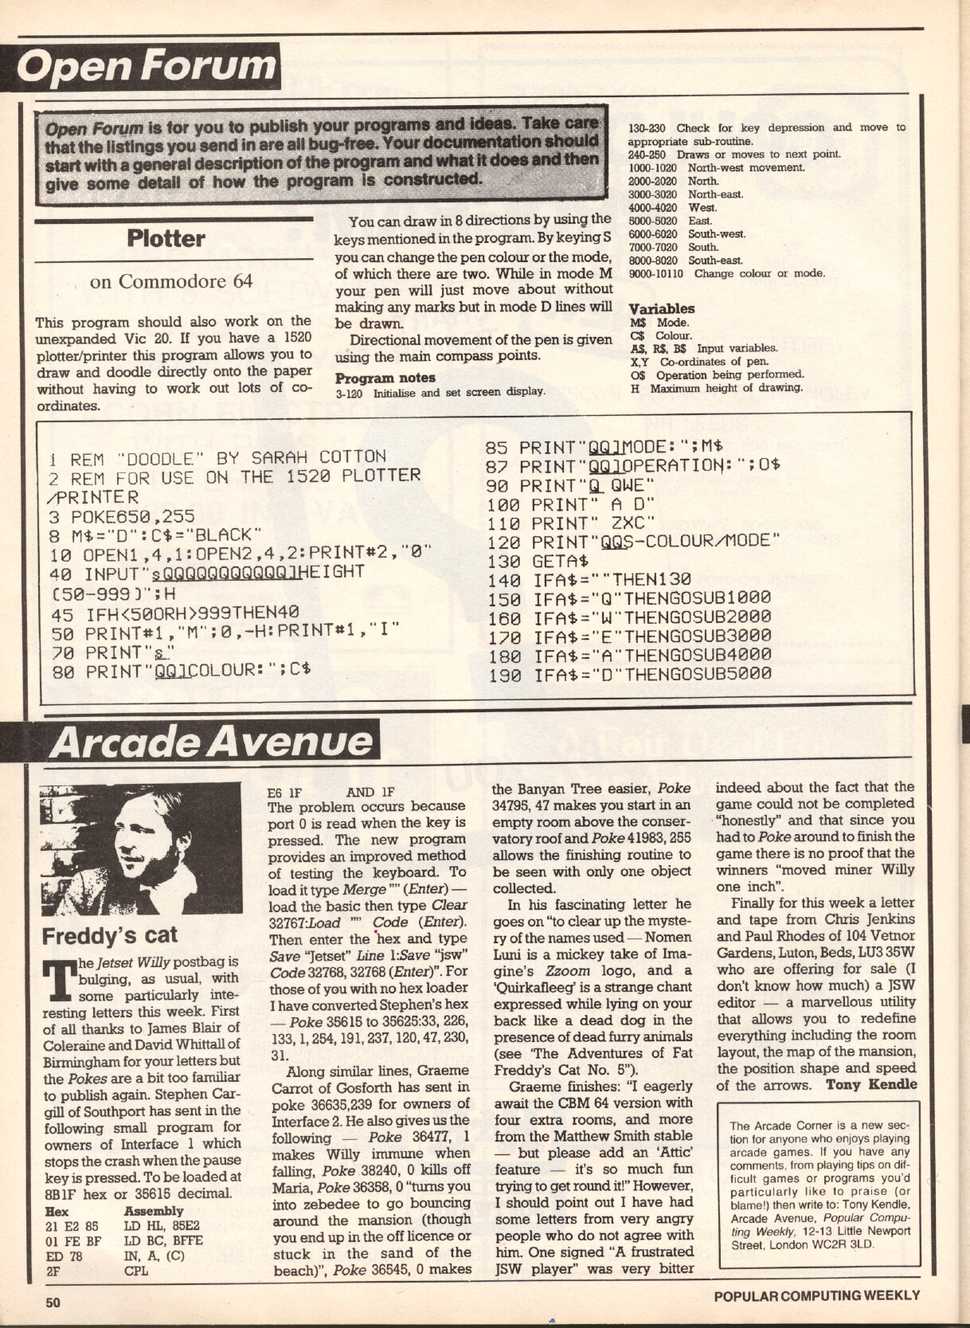 Open Forum
Open Forum is for you to publish your programs and ideas. Take care
that the listings you send in are all bug-free. Your documentation should
start with a general description of the program and what it does and then
give some detail of how the program is constructed.
Plotter
on Commodore 64
This program should also work on the
unexpanded Vic 20. If you have a 1520
plotter/printer this program allows you to
draw and doodle directly onto the paper
without having to work out lots of co-
ordinates.
You can draw in 8 directions by using the
keys mentioned in the program. By keying S
you can change the pen colour or the mode,
of which there are two. While in mode M
your pen will just move about without
making any marks but in mode D lines will
be drawn.
Directional movement of the pen is given
using the main compass points.
Program notes
3-120 Initialise and set screen display.
130-230 Check for key depression and move to
appropriate sub-routine.
240-250 Draws or moves to next point.
1000-1020 North-west movement.
2000-2020 North.
3000-3020 North-east.
4000-4020 West.
5000-5020 East.
6000-6020 South-west.
7000-7020 South.
8000-8020 South-east.
9000-10110 Change colour or mode.
Variables
M$ Mode.
C$ Colour.
A$, R$, B$ Input variables.
X,Y Co-ordinates of pen.
O$ Operation being performed.
H Maximum height of drawing.
1 REM "DOODLE" BY SARAH COTTON
2 REM FOR USE ON THE 1520 PLOTTER
/PRINTER
3 POKE650,255
8 M$="D":C$="BLACK"
10 OPEN1,4,1:OPEN2,4,2:PRINT#2,"0"
40 INPUT"sQQQQQQQQQQQQ]HEIGHT
(50-999)";H
45 IFH<50ORH>999THEN40
50 PRINT#1,"M";0,-H:PRINT#1,"I"
70 PRINT"s "
80 PRINT"QQ]COLOUR:";C$
85 PRINT"QQ]MODE:";M$
87 PRINT"QQ]OPERATION:";O$
90 PRINT"Q QWE"
100 PRINT" A D"
110 PRINT" ZXC"
120 PRINT"QQS-COLOUR/MODE"
130 GETA$
140 IFA$=""THEN130
150 IFA$="Q"THENGOSUB1000
160 IFA$="W"THENGOSUB2000
170 IFA$="E"THENGOSUB3000
180 IFA$="A"THENGOSUB4000
190 IFA$="D"THENGOSUB5000
Arcade Avenue
Freddy's cat
The Jetset Willy postbag is
bulging, as usual, with
some particularly inte-
resting letters this week. First
of all thanks to James Blair of
Coleraine and David Whittall of
Birmingham for your letters but
the Pokes are a bit too familiar
to publish again. Stephen Car-
gill of Southport has sent in the
following small program for
owners of Interface 1 which
stops the crash when the pause
key is pressed. To be loaded at
8B1F hex or 35615 decimal.
Hex Assembly
21 E2 85 LD HL, 85E2
01 FE BF LD BC, BFFE
ED 78 IN, A, (C)
2F CPL
E6 1F AND 1F
The problem occurs because
port 0 is read when the key is
pressed. The new program
provides an improved method
of testing the keyboard. To
load it type Merge "" (Enter) —
load the basic then type Clear
32767:Load "" Code (Enter).
Then enter the hex and type
Save "Jetset" Line 1:Save "jsw"
Code 32768, 32768 (Enter)". For
those of you with no hex loader
I have converted Stephen's hex
— Poke 35615 to 35625:33, 226,
133, 1, 254, 191, 237, 120, 47, 230,
31.
Along similar lines, Graeme
Carrot of Gosforth has sent in
poke 36635,239 for owners of
Interface 2. He also gives us the
following — Poke 36477, 1
makes Willy immune when
falling, Poke 38240, 0 kills off
Maria, Poke 36358, 0 "turns you
into zebedee to go bouncing
around the mansion (though
you end up in the off licence or
stuck in the sand of the
beach)", Poke 36545, 0 makes
the Banyan Tree easier, Poke
34795, 47 makes you start in an
empty room above the conser-
vatory roof and Poke 41983, 255
allows the finishing routine to
be seen with only one object
collected.
In his fascinating letter he
goes on "to clear up the myste-
ry of the names used — Nomen
Luni is a mickey take of Ima-
gine's Zzoom logo, and a
'Quirkafleeg' is a strange chant
expressed while lying on your
back like a dead dog in the
presence of dead furry animals
(see 'The Adventures of Fat
Freddy's Cat No. 5").
Graeme finishes: "I eagerly
await the CBM 64 version with
four extra rooms, and more
from the Matthew Smith stable
— but please add an 'Attic'
feature — it's so much fun
trying to get round it!" However,
I should point out I have had
some letters from very angry
people who do not agree with
him. One signed "A frustrated
JSW player" was very bitter
indeed about the fact that the
game could not be completed
"honestly" and that since you
had to Poke around to finish the
game there is no proof that the
winners "moved miner Willy
one inch".
Finally for this week a letter
and tape from Chris Jenkins
and Paul Rhodes of 104 Vetnor
Gardens, Luton, Beds, LU3 35W
who are offering for sale (I
don't know how much) a JSW
editor — a marvellous utility
that allows you to redefine
everything including the room
layout, the map of the mansion,
the position shape and speed
of the arrows. Tony Kendle
The Arcade Corner is a new sec-
tion for anyone who enjoys playing
arcade games. If you have any
comments, from playing tips on dif-
ficult games or programs you'd
particularly like to praise (or
blame!) then write to: Tony Kendle,
Arcade Avenue, Popular Compu-
ting Weekly, 12-13 Little Newport
Street, London WC2R 3LD.
50
POPULAR COMPUTING WEEKLY